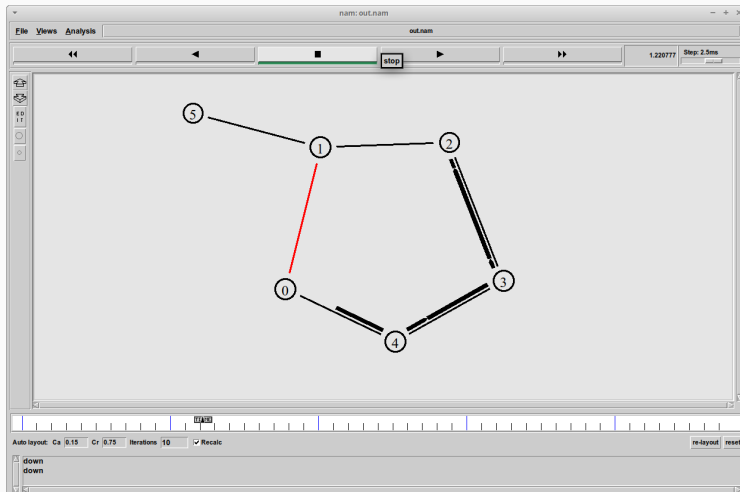 nam: out.nam
File Views Analysis out.nam
stop 1.220777 Step: 2.5ms
E D
I T
5
1
2
0
3
4
Auto layout: Ca 0.15 Cr 0.75 Iterations 10 Recalc re-layout reset
down
down